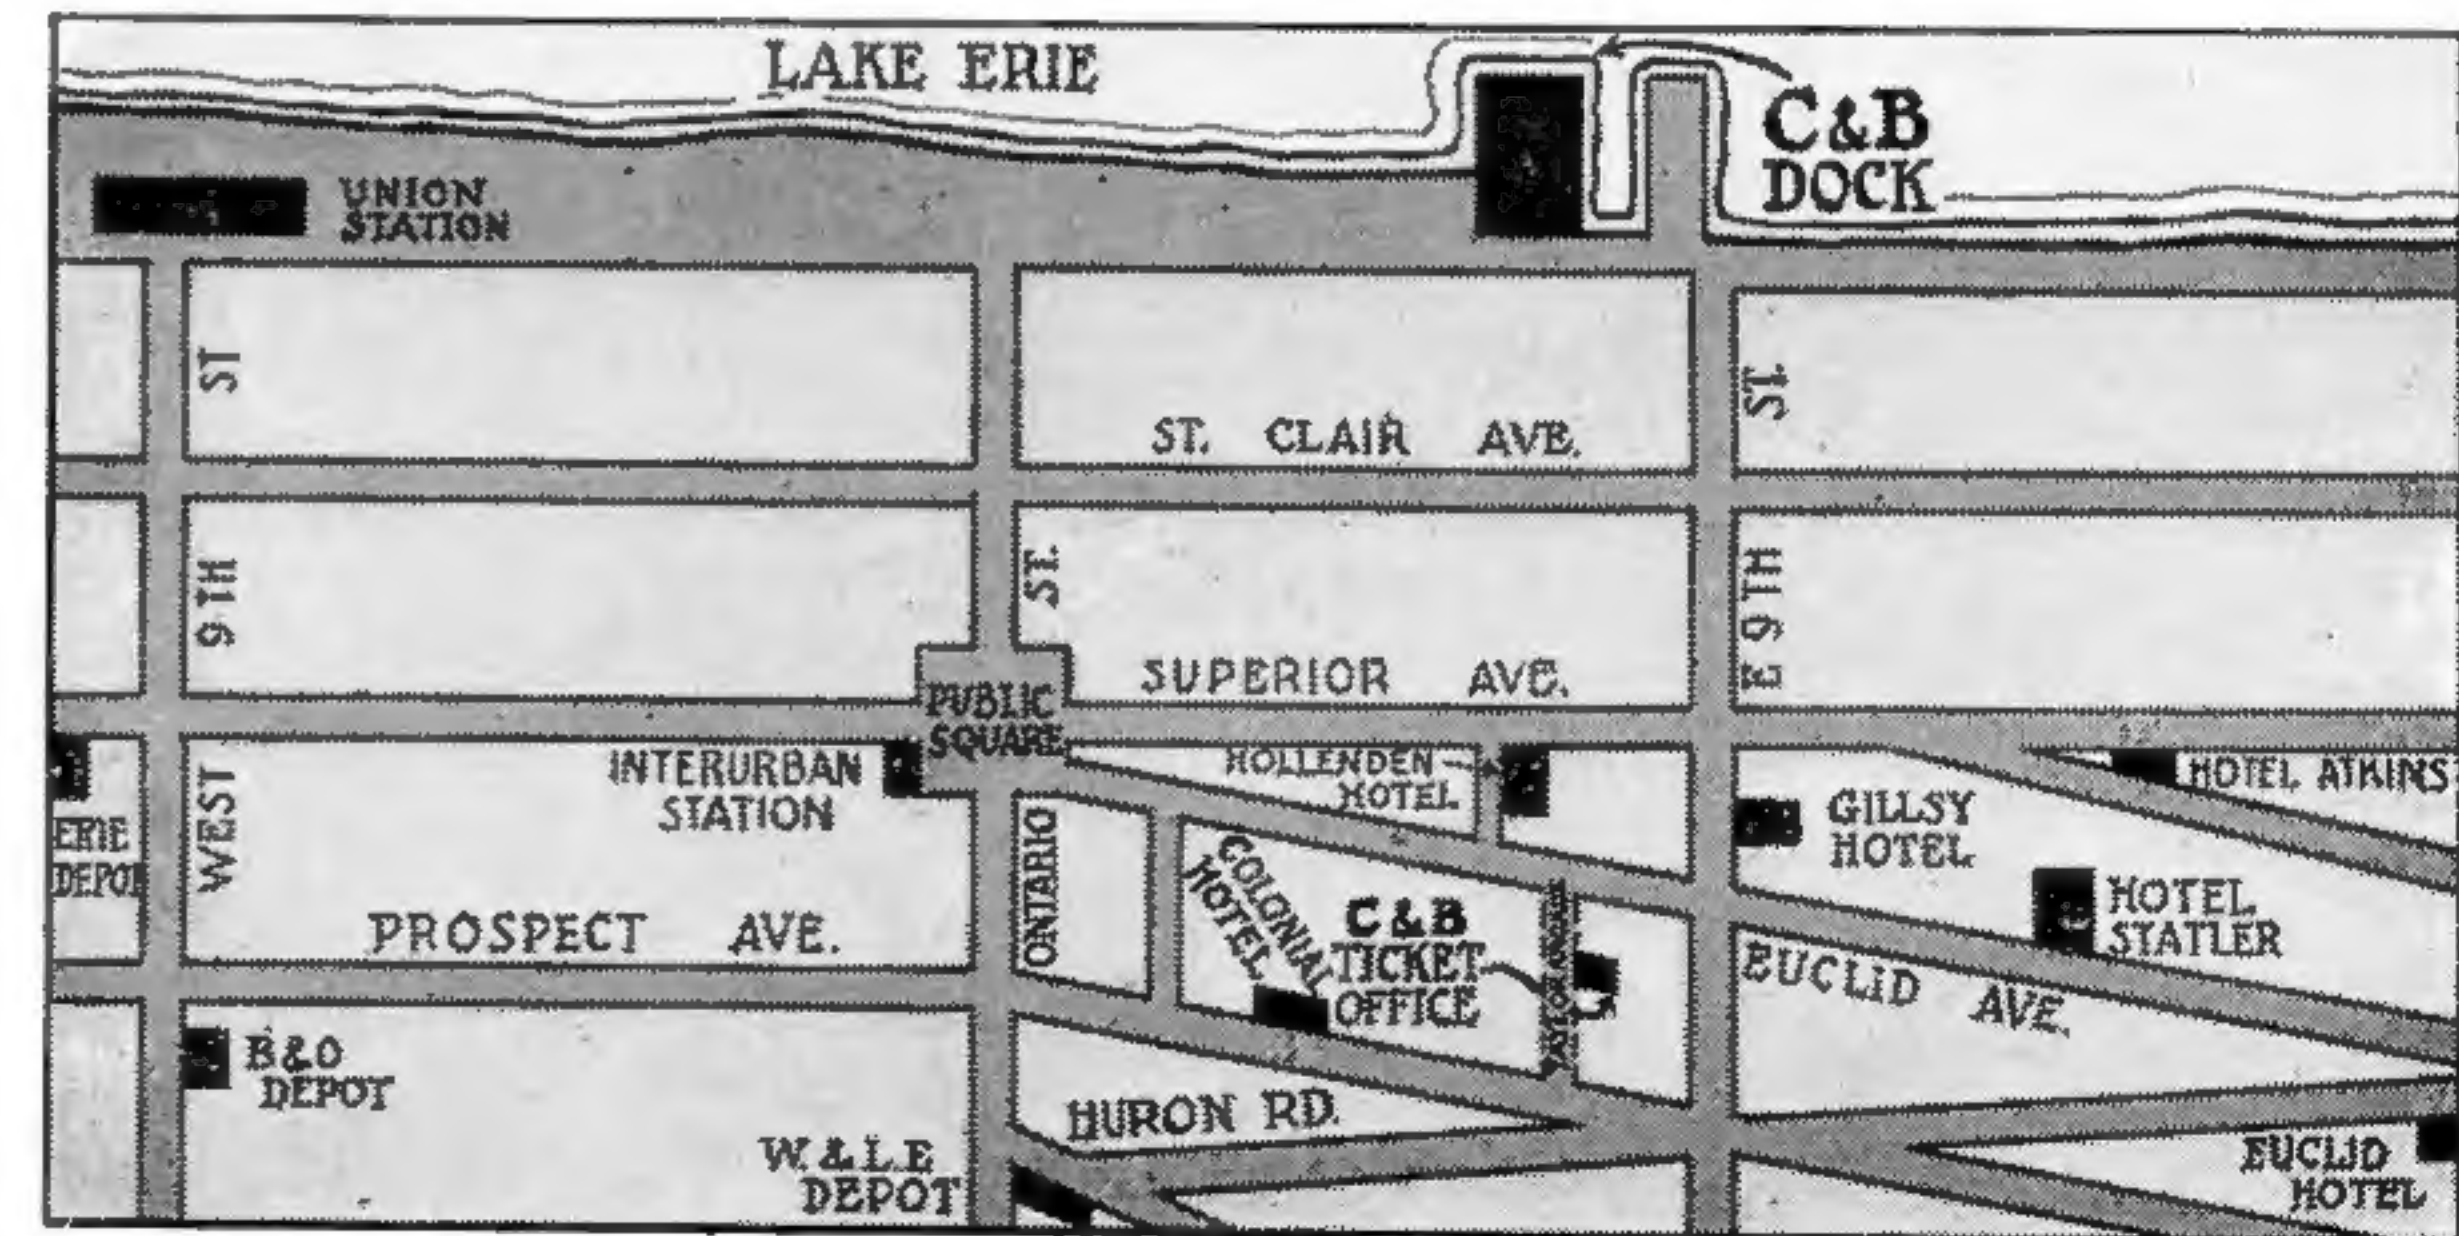 LAKE ERIE
C&B
DOCK
UNION
STATION
ST
ST. CLAIR AVE.
ST.
9TH
ST.
E 9TH
SUPERIOR AVE.
PUBLIC
SQUARE
INTERURBAN
STATION
HOLLENDEN
HOTEL
HOTEL ATKINS
GILLSY
HOTEL
ERIE
DEPOT
WEST
ONTARIO
COLONIAL
HOTEL
C&B
TICKET
OFFICE
TAYLOR ARCADE
HOTEL
STATLER
PROSPECT AVE.
EUCLID AVE.
B&O
DEPOT
HURON RD.
W.&L.E
DEPOT
EUCLID
HOTEL